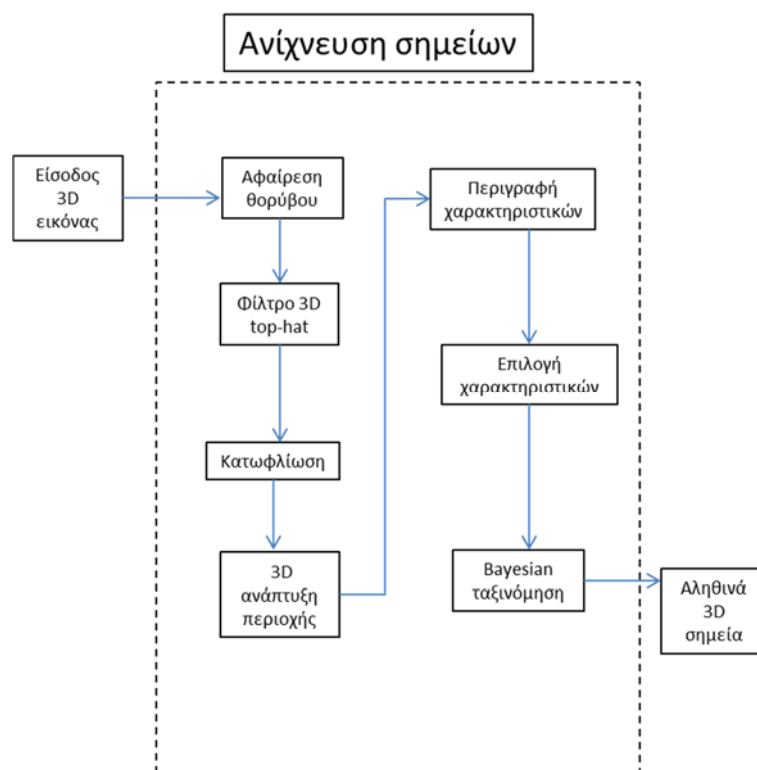 Ανίχνευση σημείων
Είσοδος
3D
εικόνας
Αφαίρεση
θορύβου
Φίλτρο 3D
top-hat
Κατωφλίωση
3D
ανάπτυξη
περιοχής
Περιγραφή
χαρακτηριστικών
Επιλογή
χαρακτηριστικών
Bayesian
ταξινόμηση
Αληθινά
3D
σημεία